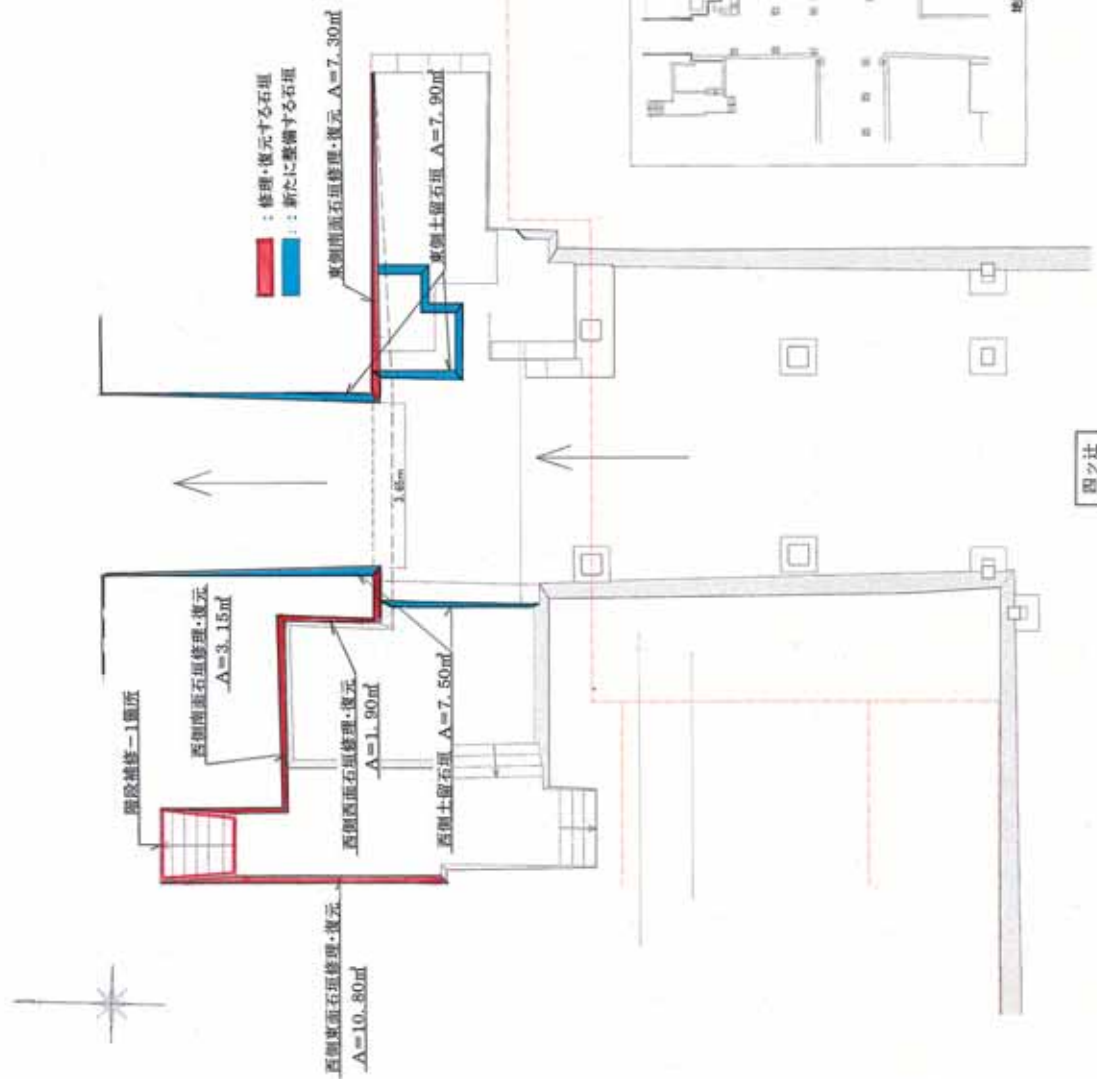 ：修理・復元する石垣
：新たに整備する石垣
東側南面石垣修理・復元 A=7.30㎡
東側土留石垣 A=7.90㎡
3.65m
階段補修－1箇所
西側南面石垣修理・復元
A=3.15㎡
西側西面石垣修理・復元
A=1.90㎡
西側土留石垣 A=7.50㎡
西側東面石垣修理・復元
A=10.80㎡
四ツ辻
地